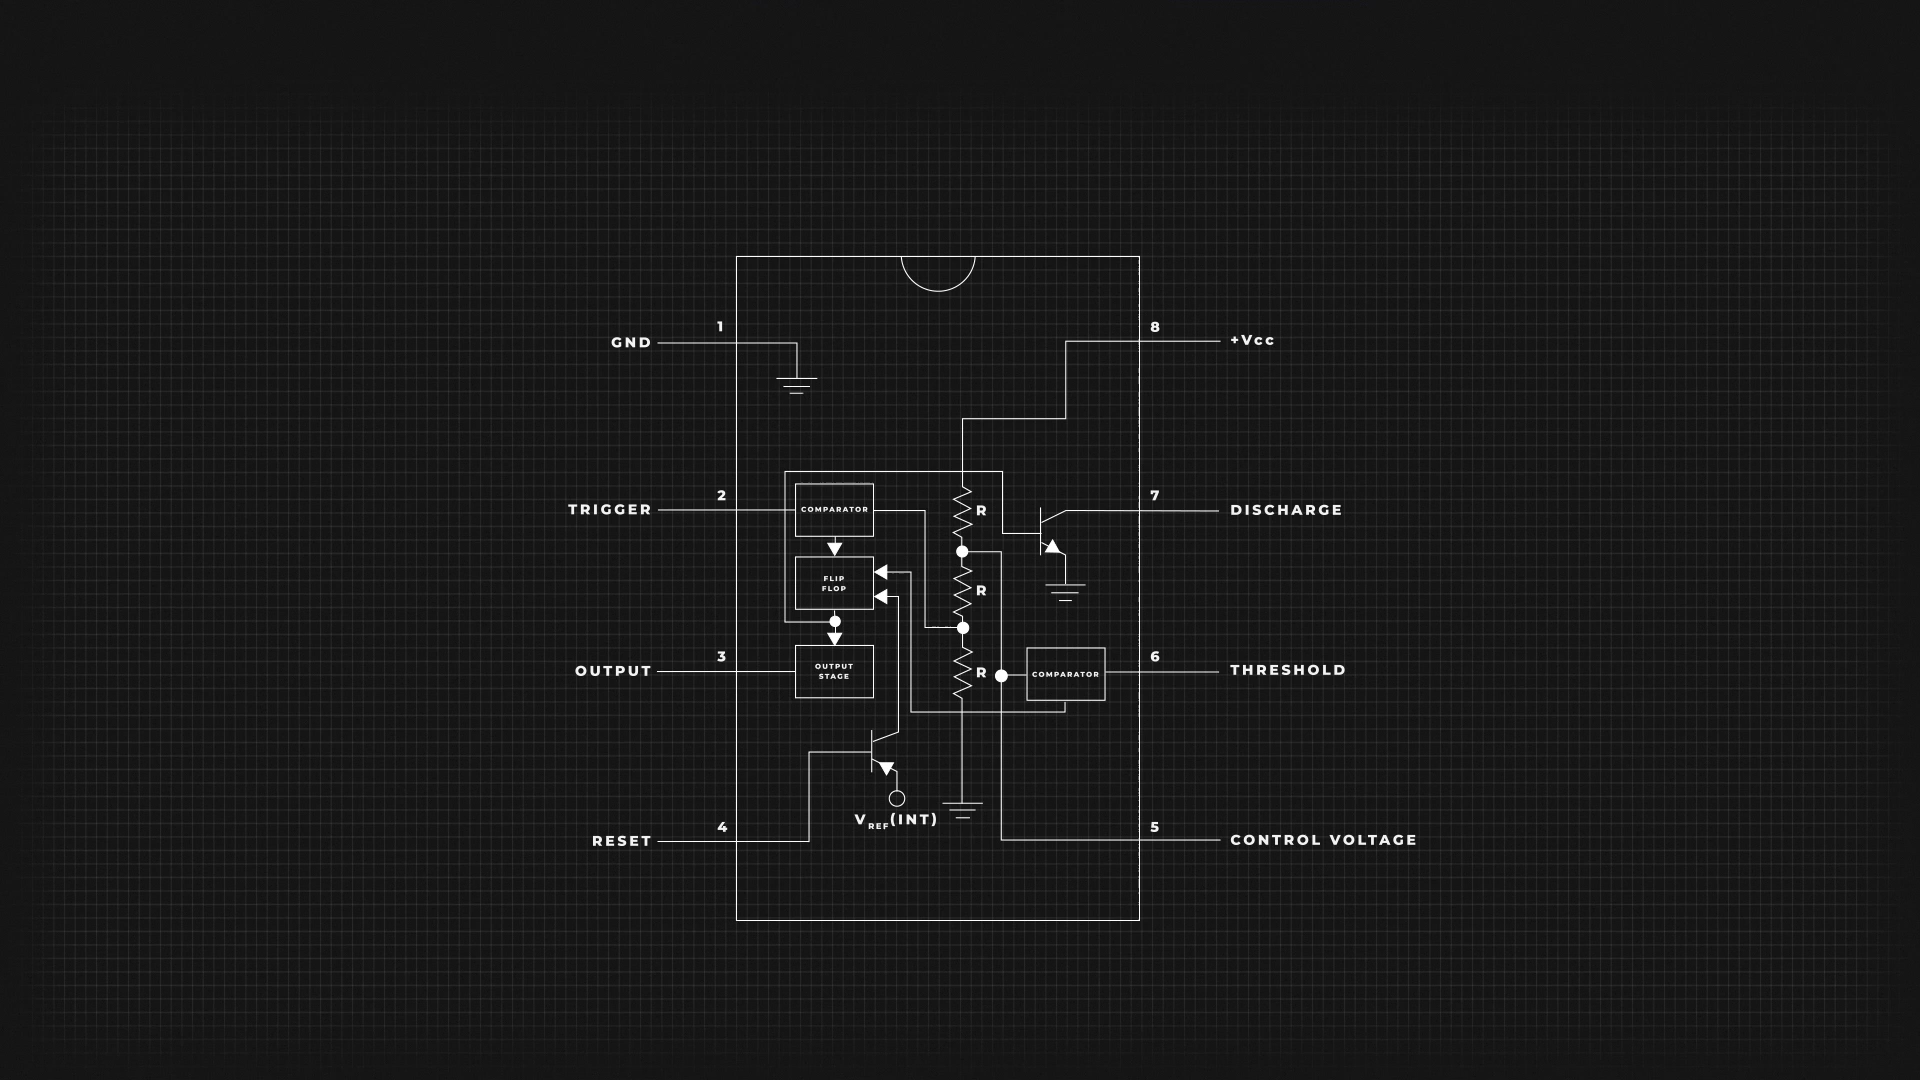 1
GND
8
+Vcc
2
TRIGGER
COMPARATOR
R
7
DISCHARGE
FLIP
FLOP
R
3
OUTPUT
OUTPUT
STAGE
R
COMPARATOR
6
THRESHOLD
VREF(INT)
4
RESET
5
CONTROL VOLTAGE